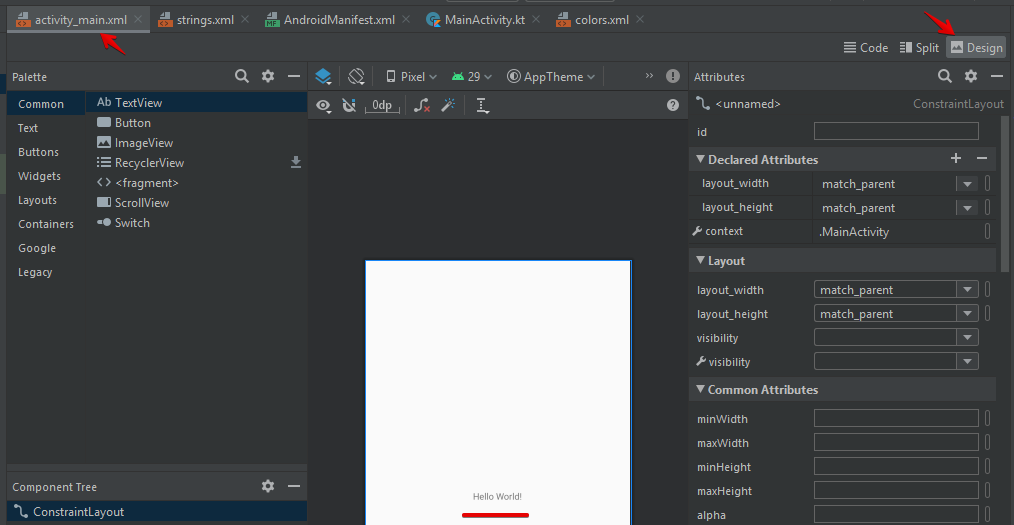 activity_main.xml strings.xml AndroidManifest.xml MainActivity.kt colors.xml
Code Split Design
Palette
Common
Text
Buttons
Widgets
Layouts
Containers
Google
Legacy
Ab TextView
Button
ImageView
RecyclerView
<fragment>
ScrollView
Switch
Pixel 29 AppTheme »
0dp
Hello World!
Component Tree
ConstraintLayout
Attributes
<unnamed> ConstraintLayout
id
Declared Attributes
layout_width match_parent
layout_height match_parent
context .MainActivity
Layout
layout_width match_parent
layout_height match_parent
visibility
visibility
Common Attributes
minWidth
maxWidth
minHeight
maxHeight
alpha